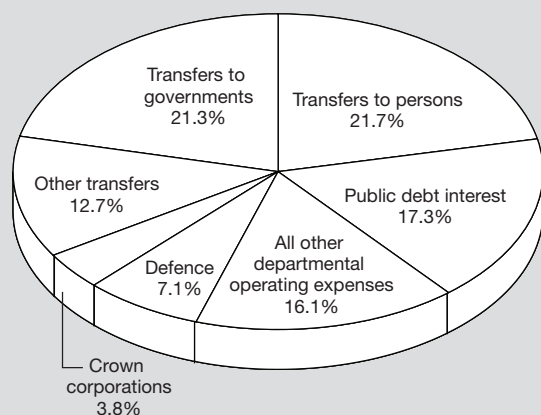 Transfers to
governments
21.3%
Transfers to persons
21.7%
Other transfers
12.7%
Public debt interest
17.3%
Defence
7.1%
All other
departmental
operating expenses
16.1%
Crown
corporations
3.8%